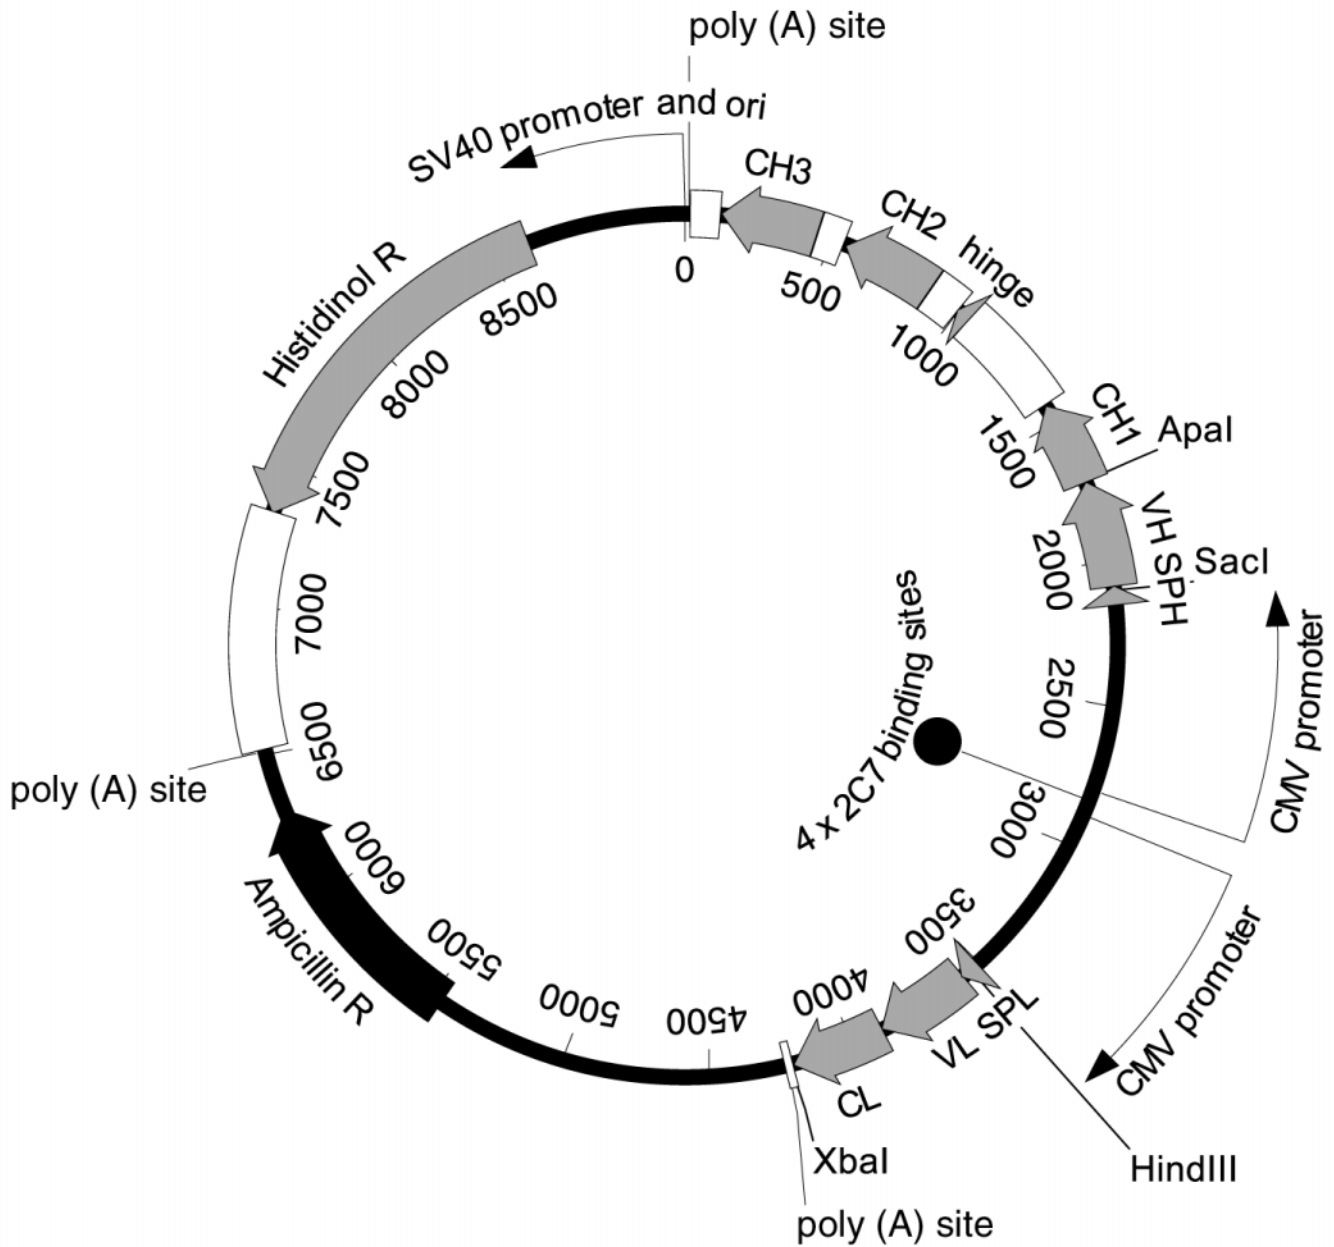 poly (A) site
SV40 promoter and ori
CH3
CH2
hinge
CH1
ApaI
VH
SPH
SacI
CMV promoter
4 x 2C7 binding sites
CMV promoter
HindIII
VL
SPL
CL
XbaI
poly (A) site
Ampicillin R
poly (A) site
Histidinol R
0
500
1000
1500
2000
2500
3000
3500
4000
4500
5000
5500
6000
6500
7000
7500
8000
8500